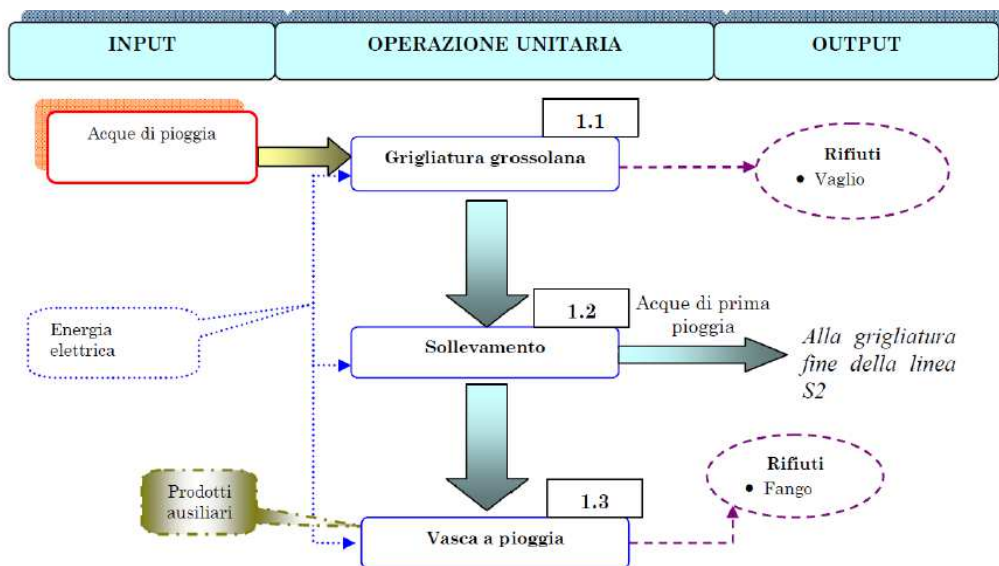 INPUT
OPERAZIONE UNITARIA
OUTPUT
Acque di pioggia
1.1
Grigliatura grossolana
Rifiuti
• Vaglio
Energia
elettrica
1.2
Sollevamento
Acque di prima
pioggia
Alla grigliatura
fine della linea
S2
Prodotti
ausiliari
1.3
Vasca a pioggia
Rifiuti
• Fango